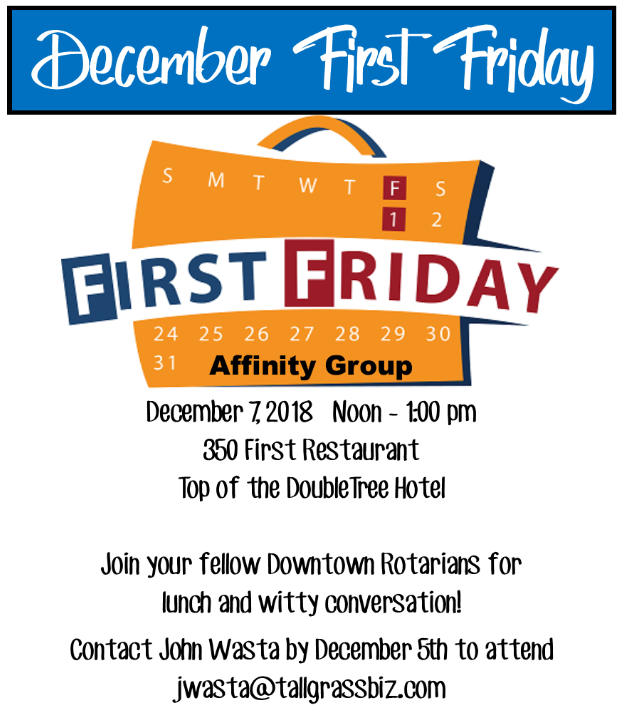 December First Friday
S M T W T F S
1 2
FIRST FRIDAY
24 25 26 27 28 29 30
31 Affinity Group
December 7, 2018 Noon - 1:00 pm
350 First Restaurant
Top of the DoubleTree Hotel
Join your fellow Downtown Rotarians for
lunch and witty conversation!
Contact John Wasta by December 5th to attend
jwasta@tallgrassbiz.com